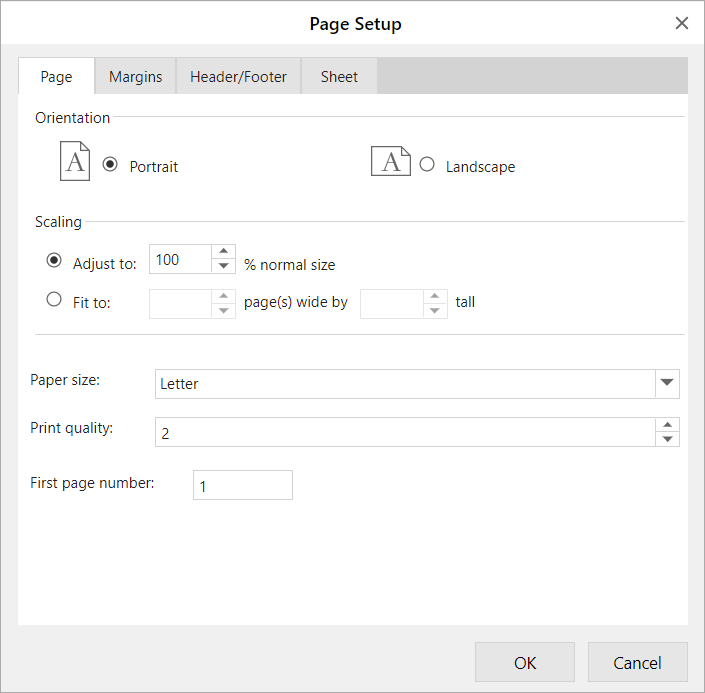 Page Setup
Page Margins Header/Footer Sheet
Orientation
A Portrait A Landscape
Scaling
Adjust to: 100 % normal size
Fit to: page(s) wide by tall
Paper size: Letter
Print quality: 2
First page number: 1
OK Cancel